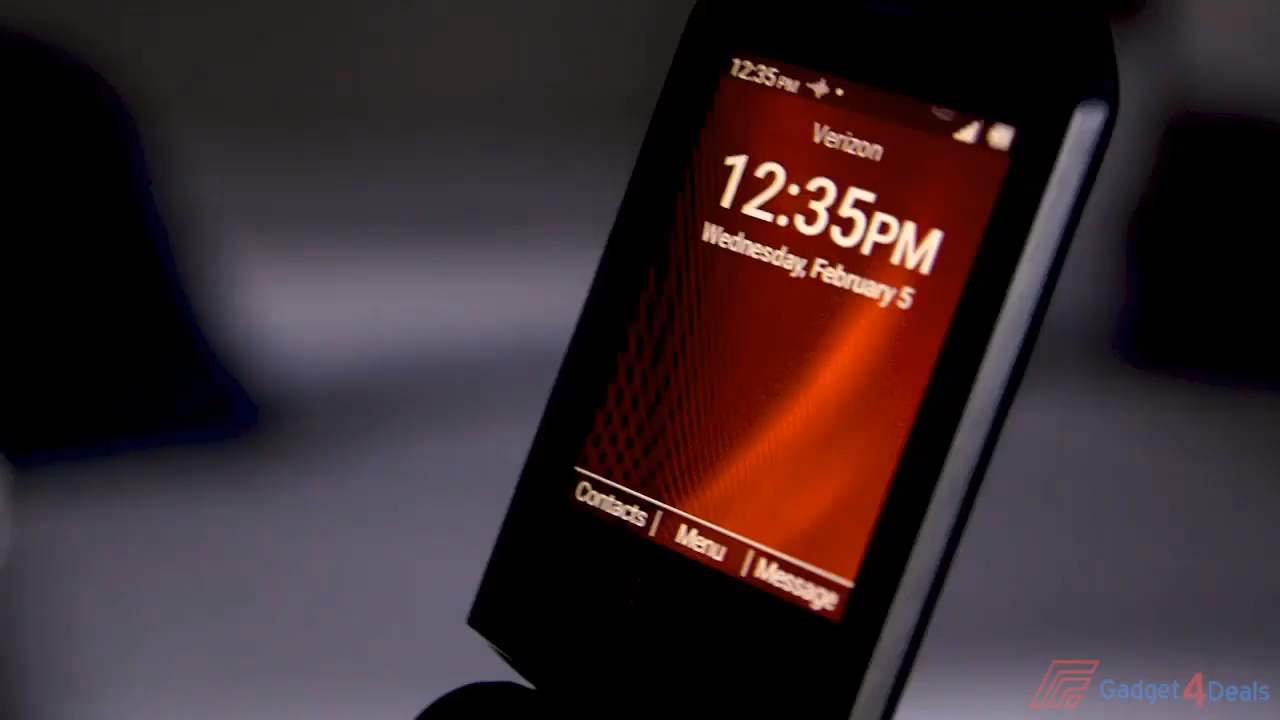 12:35 PM
Verizon
12:35PM
Wednesday, February 5
Contacts | Menu | Message
Gadget4Deals